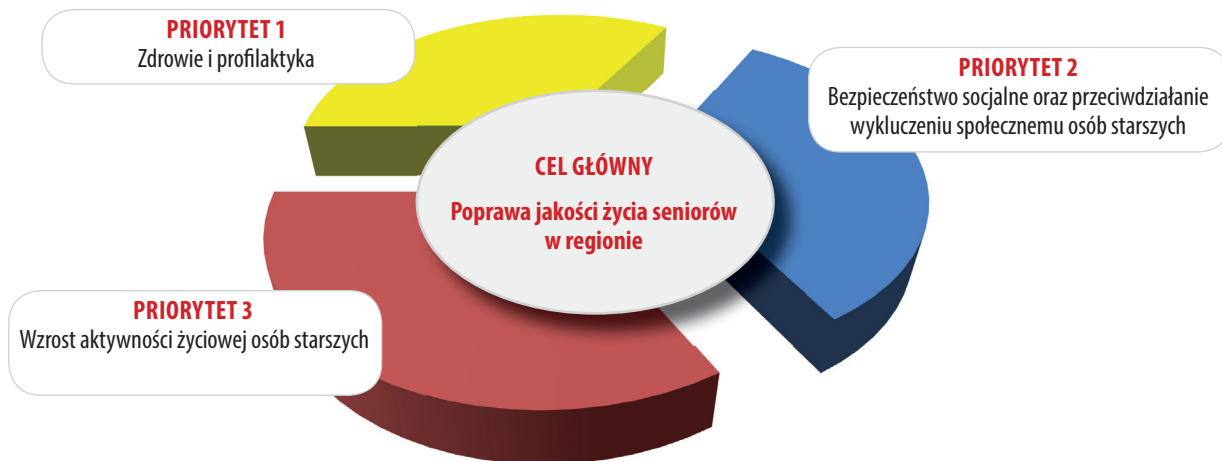 PRIORYTET 1
Zdrowie i profilaktyka
PRIORYTET 2
Bezpieczeństwo socjalne oraz przeciwdziałanie
wykluczeniu społecznemu osób starszych
CEL GŁÓWNY
Poprawa jakości życia seniorów
w regionie
PRIORYTET 3
Wzrost aktywności życiowej osób starszych